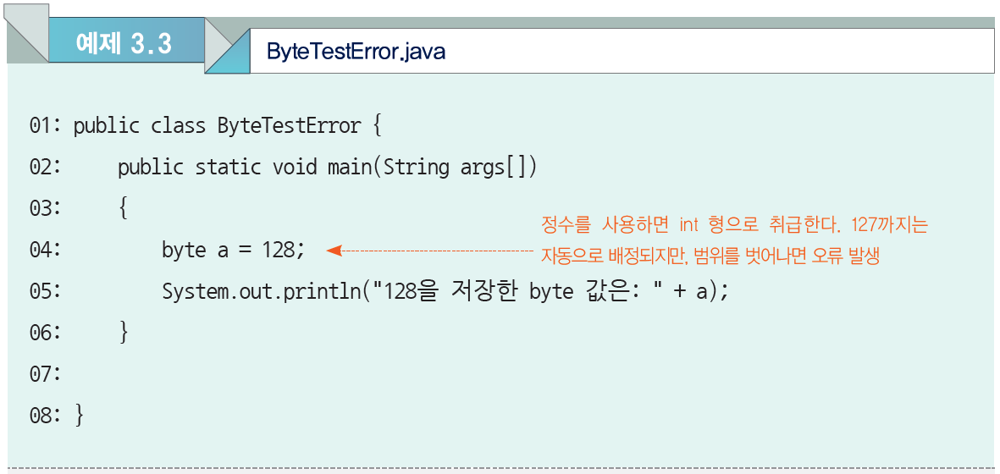 예제 3.3
ByteTestError.java
01: public class ByteTestError {
02:     public static void main(String args[])
03:     {
정수를 사용하면 int 형으로 취급한다. 127까지는
04:         byte a = 128;
자동으로 배정되지만, 범위를 벗어나면 오류 발생
05:         System.out.println("128을 저장한 byte 값은: " + a);
06:     }
07:
08: }